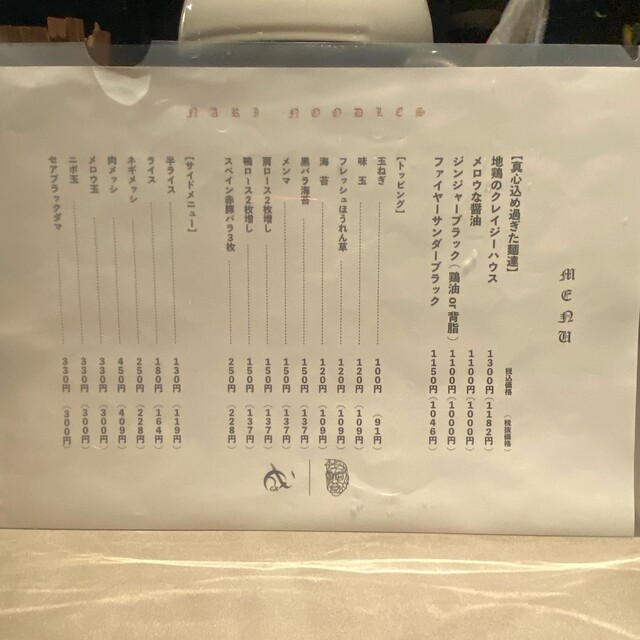 NARI NOODLES
MENU
税込価格 (税抜価格)
【真心込め過ぎた麺達】
地鶏のクレイジーハウス 1300円(1182円)
メロウな醤油 1100円(1000円)
ジンジャーブラック(鶏油 or 背脂) 1100円(1000円)
ファイヤーサンダーブラック 1150円(1046円)
【トッピング】
玉ねぎ 100円(91円)
味玉 120円(109円)
フレッシュほうれん草 120円(109円)
海苔 120円(109円)
黒バラ海苔 150円(137円)
メンマ 150円(137円)
肩ロース2枚増し 150円(137円)
鴨ロース2枚増し 150円(137円)
スペイン赤豚バラ3枚 250円(228円)
【サイドメニュー】
半ライス 130円(119円)
ライス 180円(164円)
ネギメッシ 250円(228円)
肉メッシ 450円(409円)
メロウ玉 330円(300円)
ニボ玉 330円(300円)
セアブラックダマ 330円(300円)